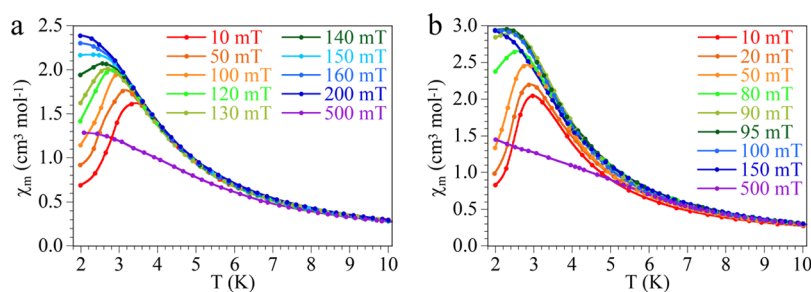 a
χm (cm³ mol⁻¹)
2.5
2.0
1.5
1.0
0.5
0.0
10 mT
50 mT
100 mT
120 mT
130 mT
140 mT
150 mT
160 mT
200 mT
500 mT
2 3 4 5 6 7 8 9 10
T (K)
b
χm (cm³ mol⁻¹)
3.0
2.5
2.0
1.5
1.0
0.5
0.0
10 mT
20 mT
50 mT
80 mT
90 mT
95 mT
100 mT
150 mT
500 mT
2 3 4 5 6 7 8 9 10
T (K)